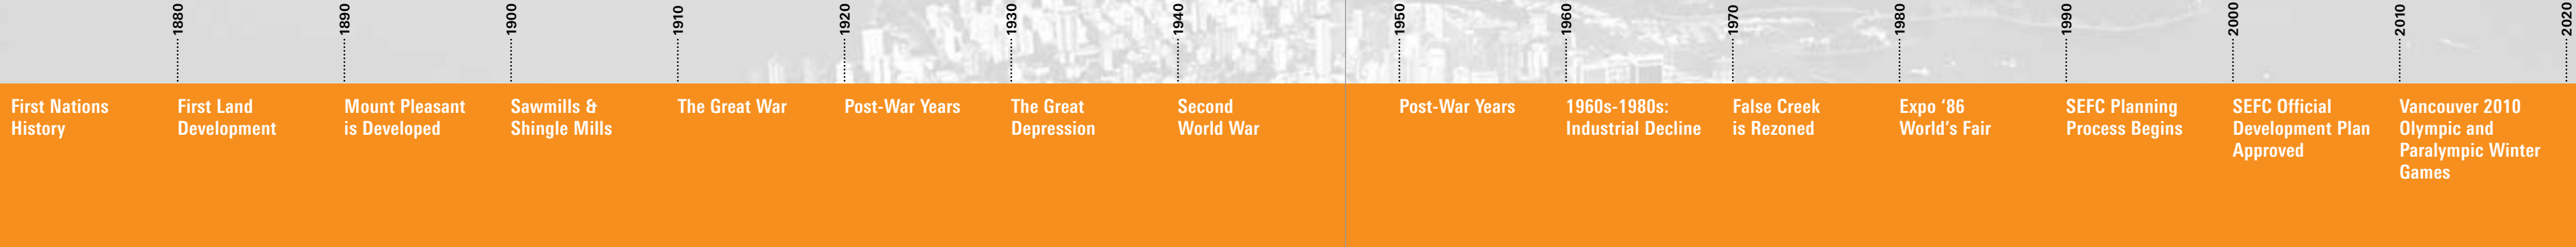 1880
1890
1900
1910
1920
1930
1940
1950
1960
1970
1980
1990
2000
2010
2020
First Nations
History
First Land
Development
Mount Pleasant
is Developed
Sawmills &
Shingle Mills
The Great War
Post-War Years
The Great
Depression
Second
World War
Post-War Years
1960s-1980s:
Industrial Decline
False Creek
is Rezoned
Expo ‘86
World’s Fair
SEFC Planning
Process Begins
SEFC Official
Development Plan
Approved
Vancouver 2010
Olympic and
Paralympic Winter
Games